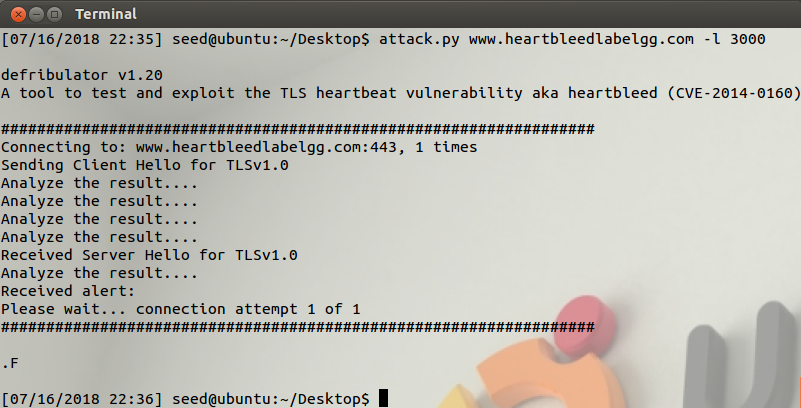 Terminal
[07/16/2018 22:35] seed@ubuntu:~/Desktop$ attack.py www.heartbleedlabelgg.com -l 3000
defribulator v1.20
A tool to test and exploit the TLS heartbeat vulnerability aka heartbleed (CVE-2014-0160)
##################################################################
Connecting to: www.heartbleedlabelgg.com:443, 1 times
Sending Client Hello for TLSv1.0
Analyze the result....
Analyze the result....
Analyze the result....
Analyze the result....
Received Server Hello for TLSv1.0
Analyze the result....
Received alert:
Please wait... connection attempt 1 of 1
##################################################################
.F
[07/16/2018 22:36] seed@ubuntu:~/Desktop$